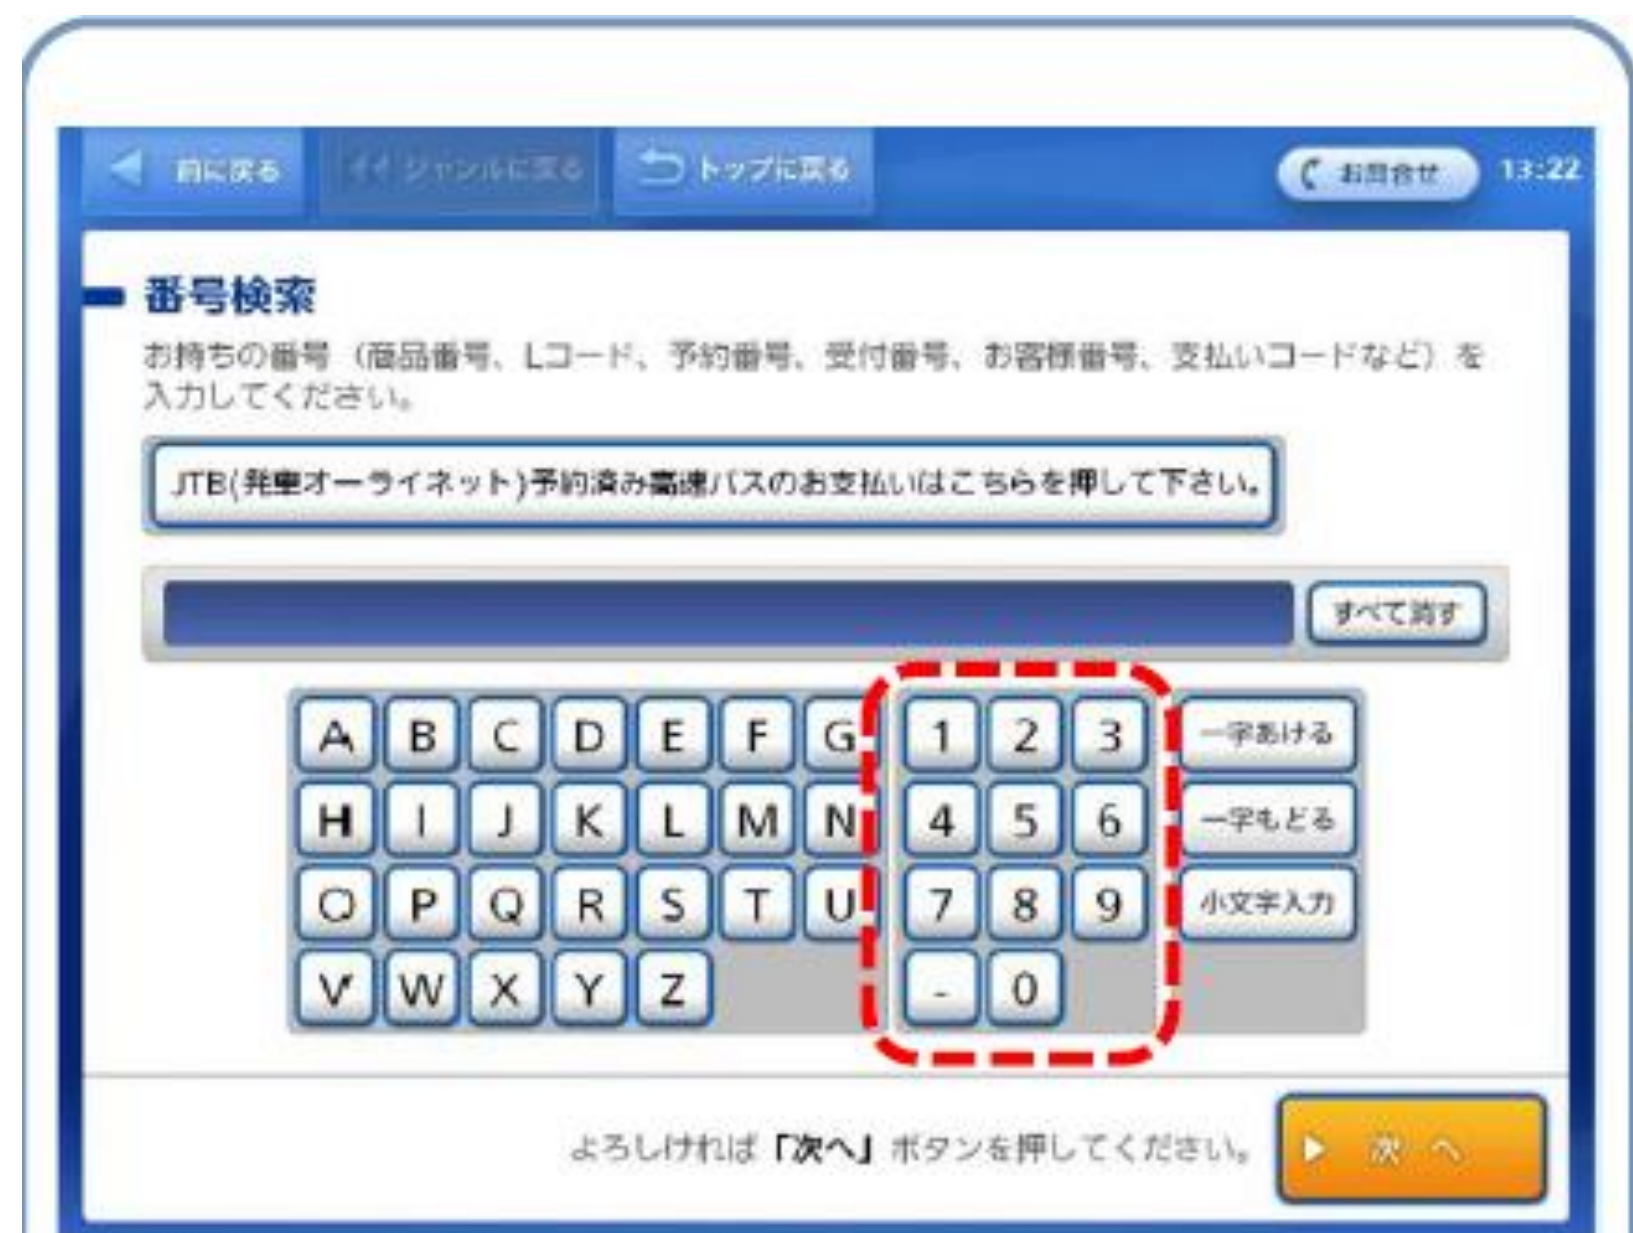 前に戻る ジャンルに戻る トップに戻る お問合せ 13:22
番号検索
お持ちの番号（商品番号、Lコード、予約番号、受付番号、お客様番号、支払いコードなど）を
入力してください。
JTB(発車オーライネット)予約済み高速バスのお支払いはこちらを押して下さい。
すべて消す
A B C D E F G 1 2 3 一字あける
H I J K L M N 4 5 6 一字もどる
O P Q R S T U 7 8 9 小文字入力
V W X Y Z - 0
よろしければ「次へ」ボタンを押してください。 次へ